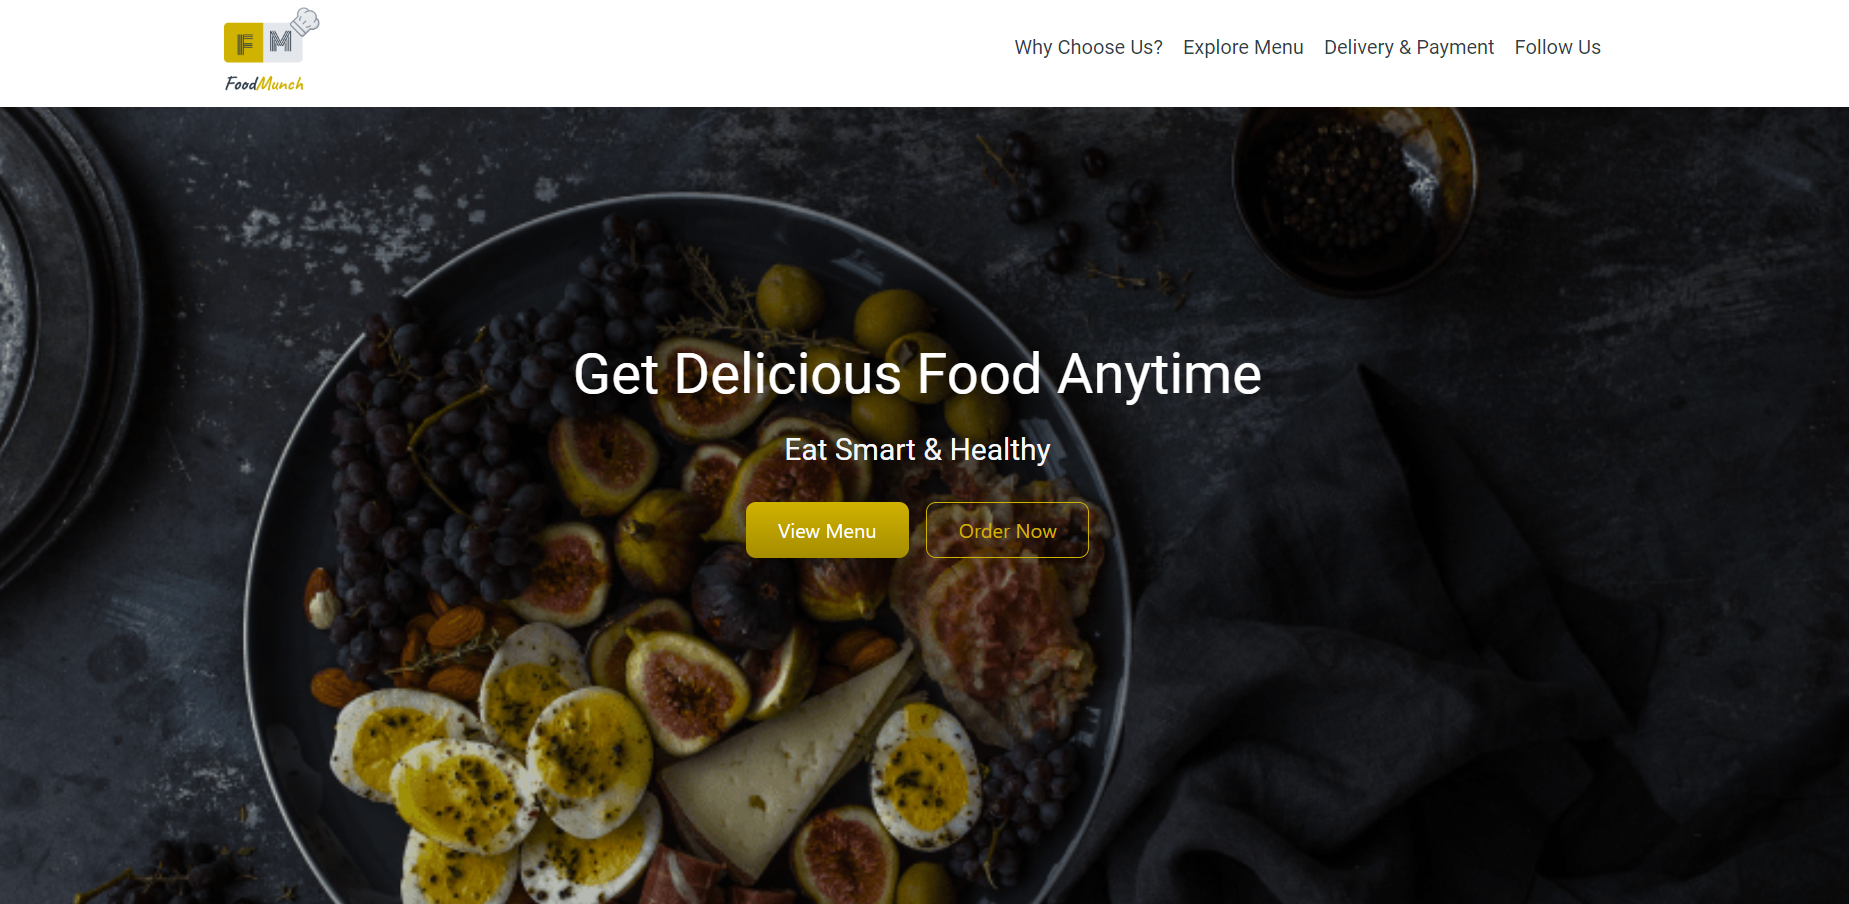 FM
FoodMunch
Why Choose Us? Explore Menu Delivery & Payment Follow Us
Get Delicious Food Anytime
Eat Smart & Healthy
View Menu Order Now